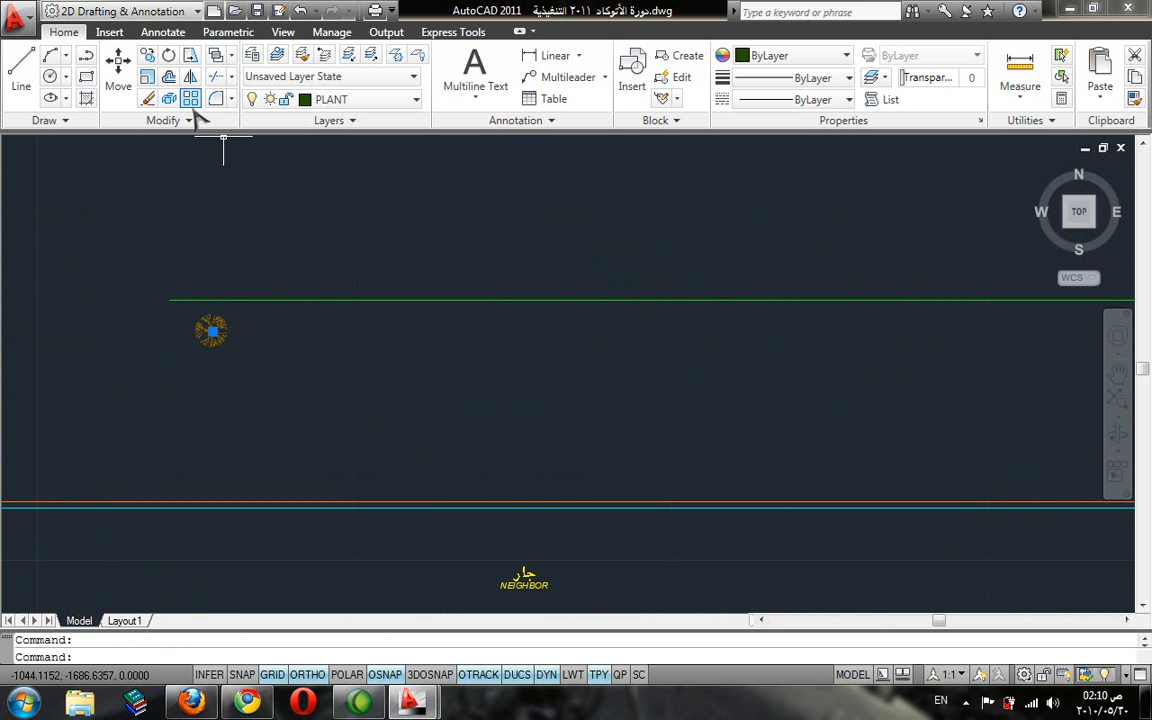 2D Drafting & Annotation
AutoCAD 2011 دورة الأتوكاد ٢٠١١ التنفيذية.dwg
Type a keyword or phrase
Home Insert Annotate Parametric View Manage Output Express Tools
Line
Move
Unsaved Layer State
PLANT
Multiline Text
Linear
Multileader
Table
Insert
Create
Edit
ByLayer
ByLayer
ByLayer
ByLayer
Transpar... 0
List
Measure
Paste
Draw Modify Layers Annotation Block Properties Utilities Clipboard
N
W TOP E
S
WCS
جار
NEIGHBOR
Model Layout1
Command:
Command:
-1044.1152, -1686.6357, 0.0000 INFER SNAP GRID ORTHO POLAR OSNAP 3DOSNAP OTRACK DUCS DYN LWT TPY QP SC MODEL 1:1
EN
02:10 ص
٢٠١٠/٠٥/٢٠